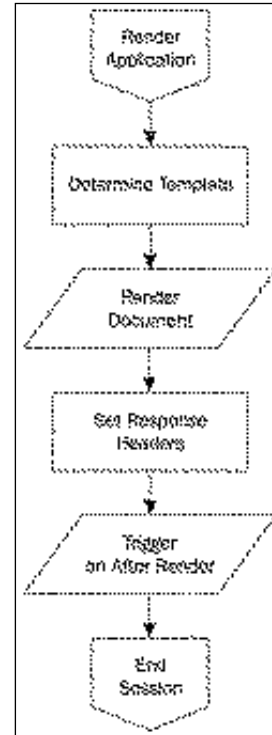 Render
Application
Determine Template
Render
Document
Set Response
Headers
Trigger
on After Render
End
Session